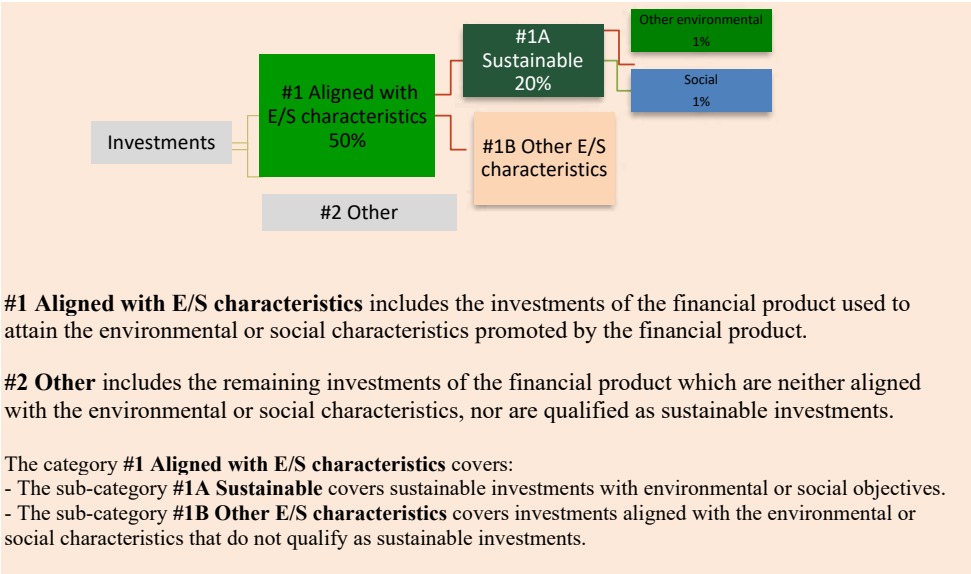 Investments
#1 Aligned with
E/S characteristics
50%
#2 Other
#1A
Sustainable
20%
#1B Other E/S
characteristics
Other environmental
1%
Social
1%
#1 Aligned with E/S characteristics includes the investments of the financial product used to
attain the environmental or social characteristics promoted by the financial product.
#2 Other includes the remaining investments of the financial product which are neither aligned
with the environmental or social characteristics, nor are qualified as sustainable investments.
The category #1 Aligned with E/S characteristics covers:
- The sub-category #1A Sustainable covers sustainable investments with environmental or social objectives.
- The sub-category #1B Other E/S characteristics covers investments aligned with the environmental or
social characteristics that do not qualify as sustainable investments.